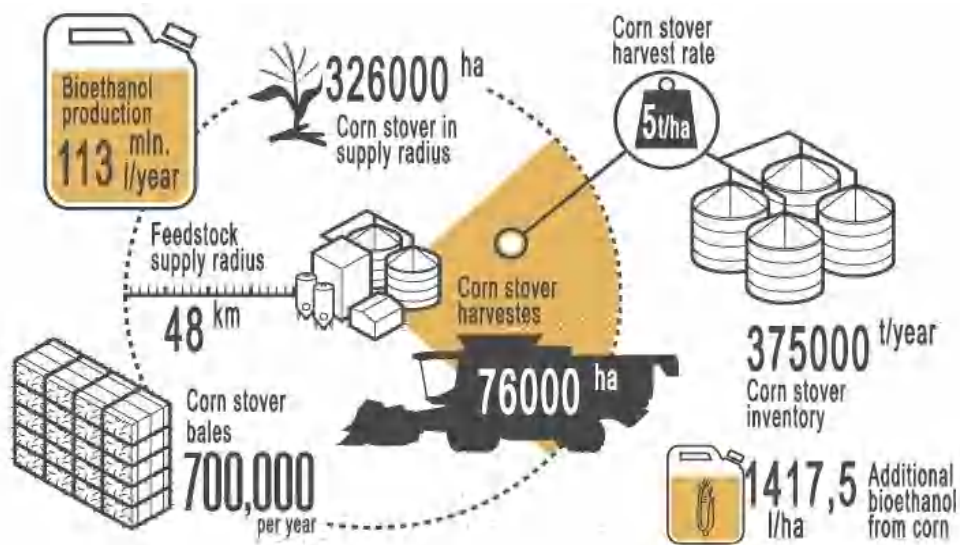 Bioethanol
production
113 mln.
l/year
326000 ha
Corn stover in
supply radius
Corn stover
harvest rate
5t/ha
Feedstock
supply radius
48 km
Corn stover
harvestes
76000 ha
375000 t/year
Corn stover
inventory
Corn stover
bales
700,000
per year
1417,5
l/ha
Additional
bioethanol
from corn